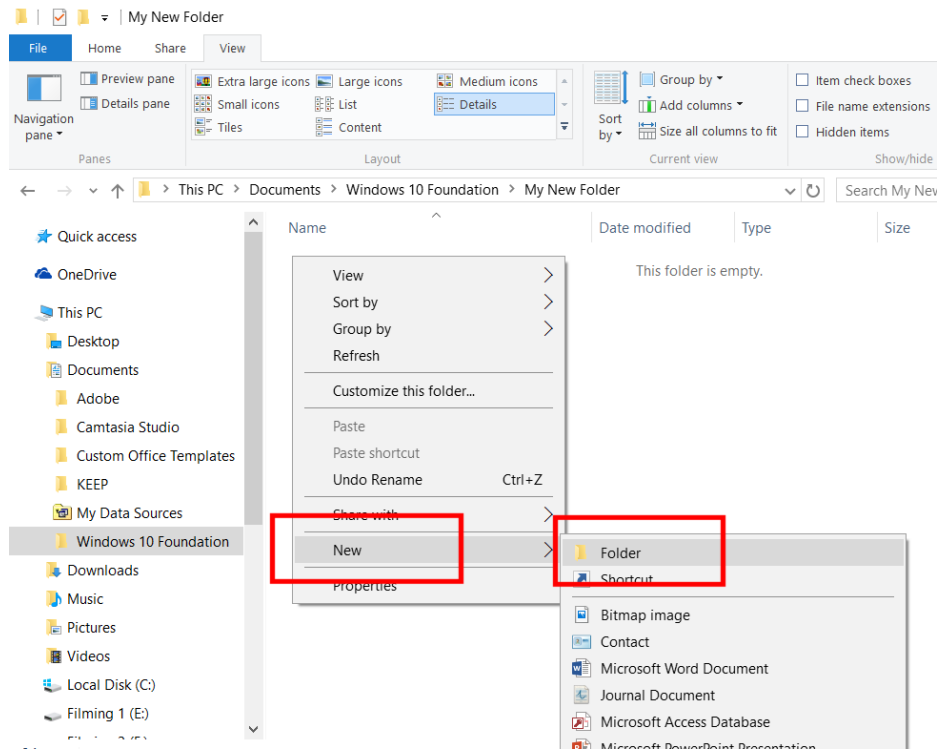 My New Folder
File Home Share View
Preview pane
Details pane
Navigation pane
Panes
Extra large icons Large icons Medium icons
Small icons List Details
Tiles Content
Layout
Sort by
Group by
Add columns
Size all columns to fit
Current view
Item check boxes
File name extensions
Hidden items
Show/hide
This PC > Documents > Windows 10 Foundation > My New Folder
Search My New
Quick access
OneDrive
This PC
Desktop
Documents
Adobe
Camtasia Studio
Custom Office Templates
KEEP
My Data Sources
Windows 10 Foundation
Downloads
Music
Pictures
Videos
Local Disk (C:)
Filming 1 (E:)
Name Date modified Type Size
This folder is empty.
View
Sort by
Group by
Refresh
Customize this folder...
Paste
Paste shortcut
Undo Rename Ctrl+Z
Share with
New
Properties
Folder
Shortcut
Bitmap image
Contact
Microsoft Word Document
Journal Document
Microsoft Access Database
Microsoft PowerPoint Presentation